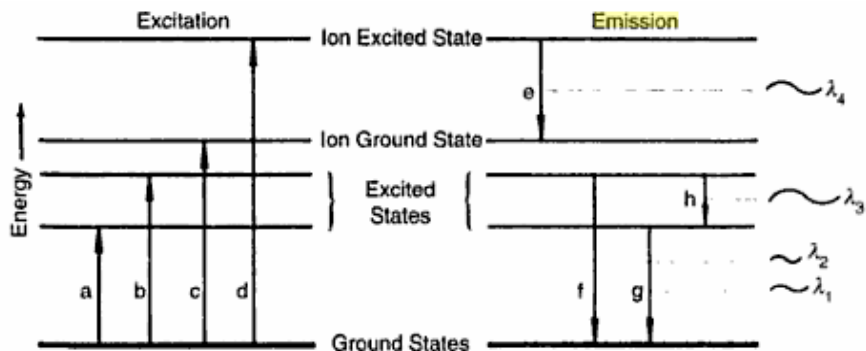 Excitation
Emission
Ion Excited State
e
λ4
Ion Ground State
Energy
Excited
States
h
λ3
λ2
a
b
c
d
f
g
λ1
Ground States